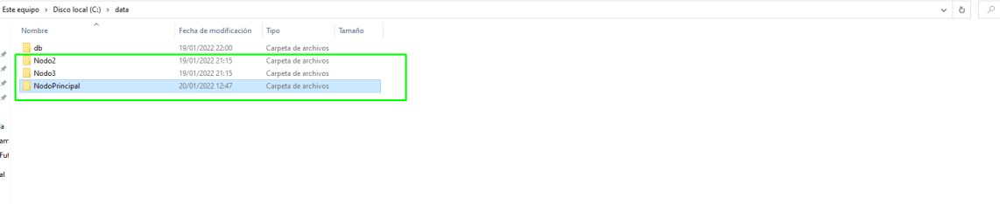 Este equipo > Disco local (C:) > data
Nombre Fecha de modificación Tipo Tamaño
db 19/01/2022 22:00 Carpeta de archivos
Nodo2 19/01/2022 21:15 Carpeta de archivos
Nodo3 19/01/2022 21:15 Carpeta de archivos
NodoPrincipal 20/01/2022 12:47 Carpeta de archivos
la
am
Fut
al